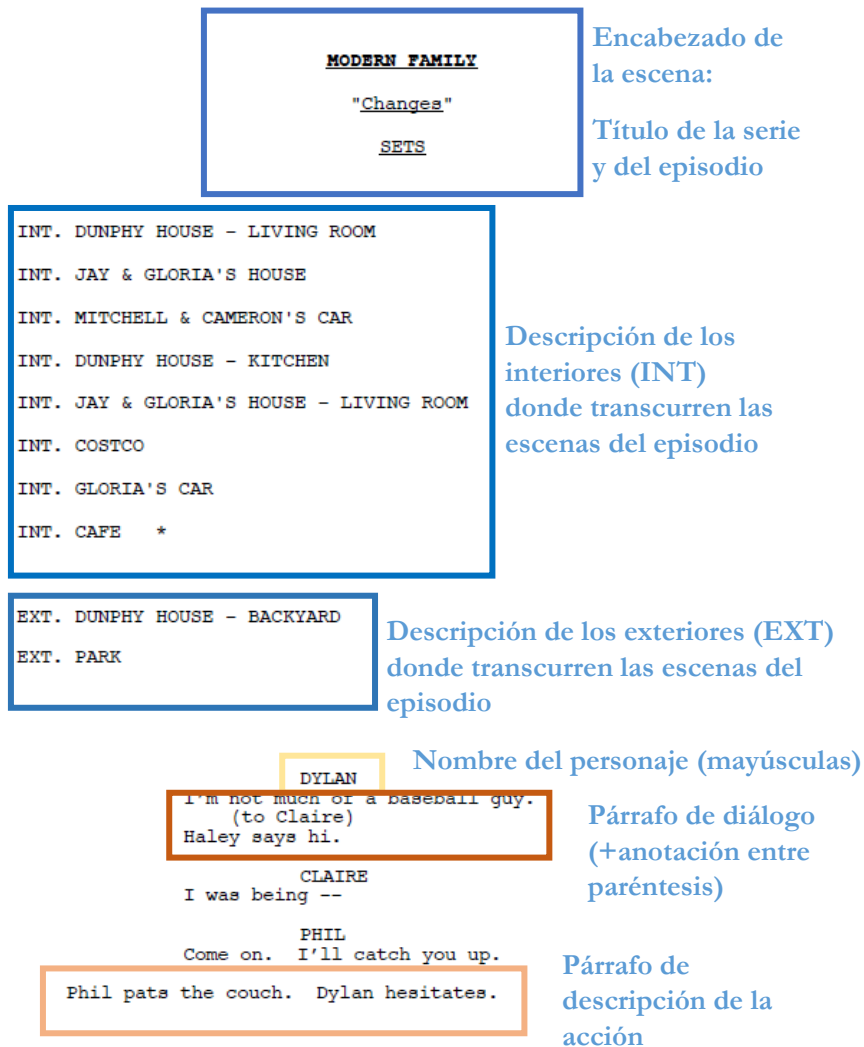 MODERN FAMILY
"Changes"
SETS
Encabezado de
la escena:
Título de la serie
y del episodio
INT. DUNPHY HOUSE – LIVING ROOM
INT. JAY & GLORIA'S HOUSE
INT. MITCHELL & CAMERON'S CAR
INT. DUNPHY HOUSE – KITCHEN
INT. JAY & GLORIA'S HOUSE – LIVING ROOM
INT. COSTCO
INT. GLORIA'S CAR
INT. CAFE *
Descripción de los
interiores (INT)
donde transcurren las
escenas del episodio
EXT. DUNPHY HOUSE – BACKYARD
EXT. PARK
Descripción de los exteriores (EXT)
donde transcurren las escenas del
episodio
Nombre del personaje (mayúsculas)
DYLAN
I'm not much of a baseball guy.
(to Claire)
Haley says hi.
Párrafo de diálogo
(+anotación entre
paréntesis)
CLAIRE
I was being --
PHIL
Come on. I'll catch you up.
Phil pats the couch. Dylan hesitates.
Párrafo de
descripción de la
acción